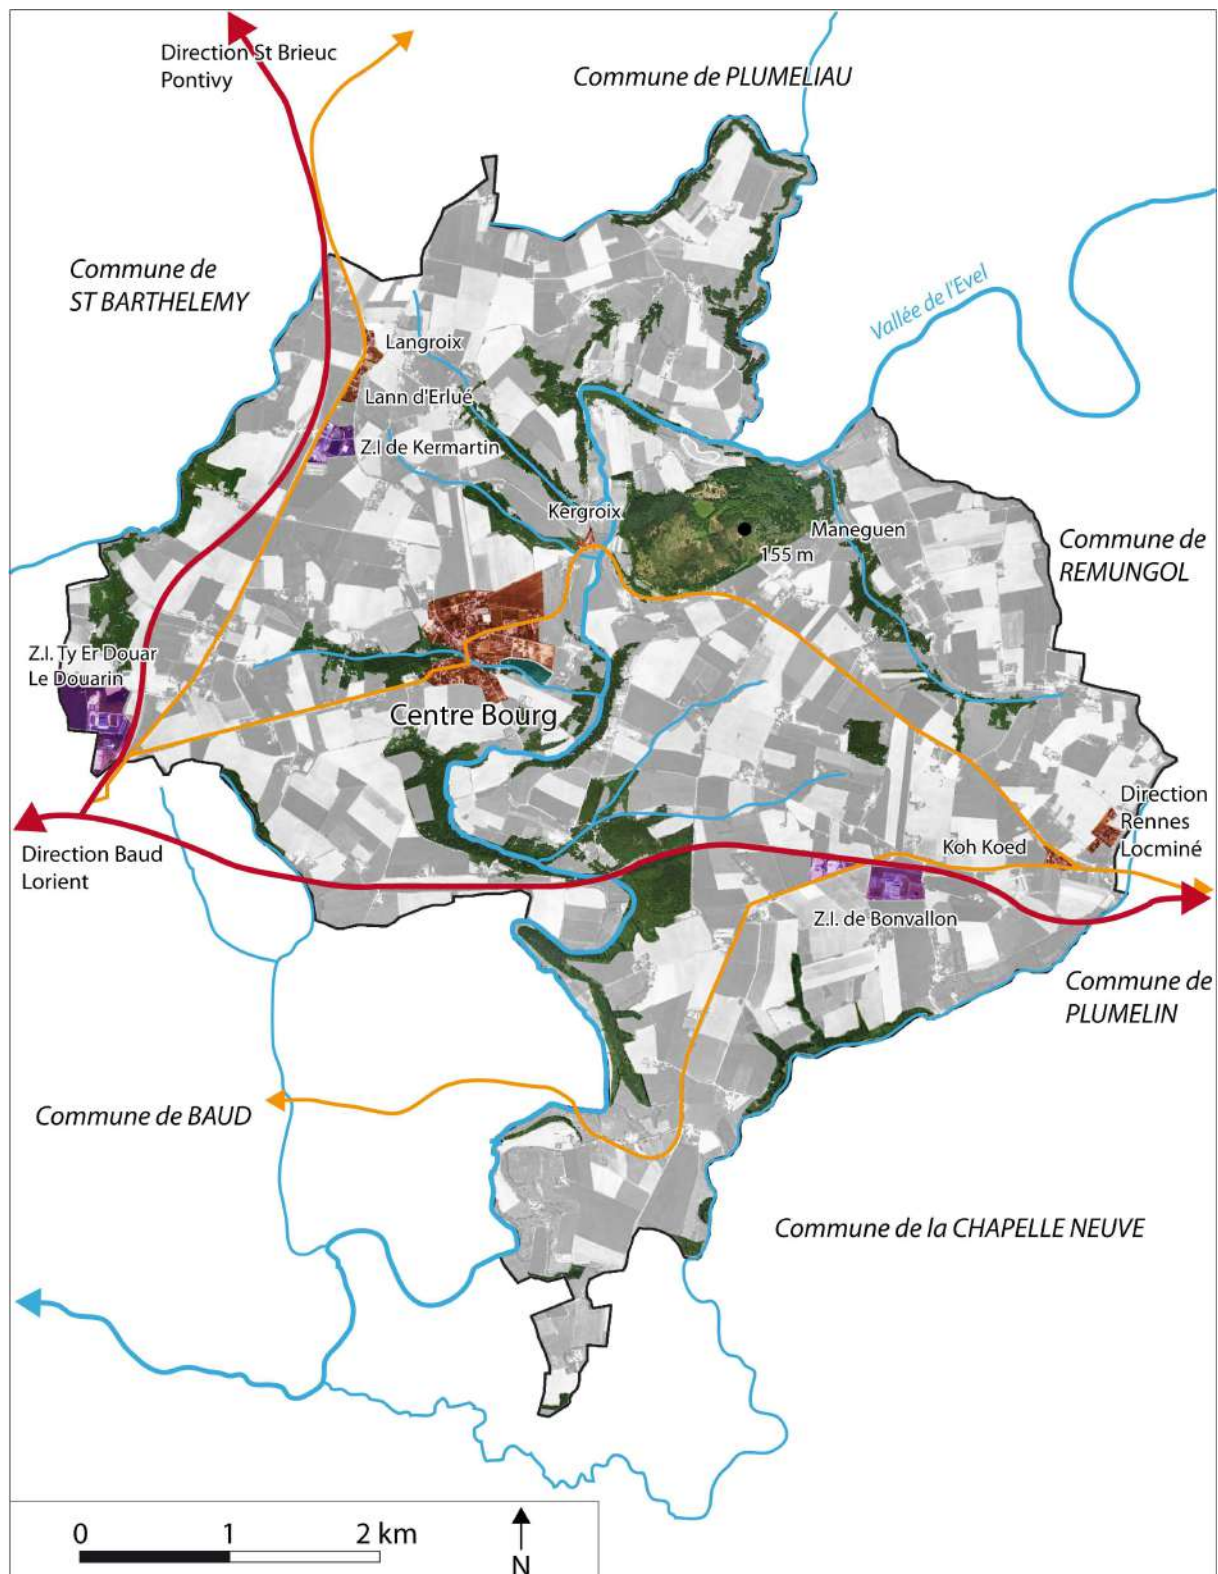 Direction St Brieuc
Pontivy
Commune de PLUMELIAU
Commune de
ST BARTHELEMY
Vallée de l'Evel
Langroix
Lann d'Erlué
Z.I de Kermartin
Kergroix
Maneguen
155 m
Commune de
REMUNGOL
Z.I. Ty Er Douar
Le Douarin
Centre Bourg
Direction
Rennes
Locminé
Koh Koed
Direction Baud
Lorient
Z.I. de Bonvallon
Commune de
PLUMELIN
Commune de BAUD
Commune de la CHAPELLE NEUVE
0 1 2 km
N